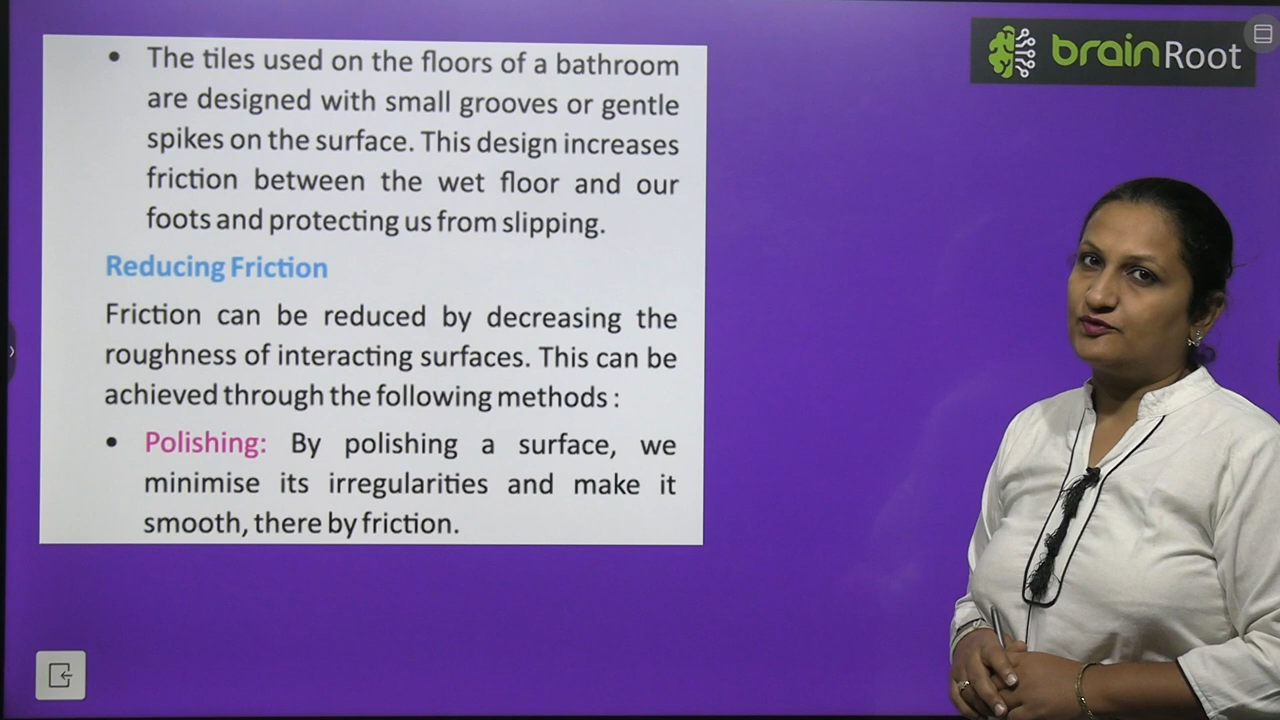 • The tiles used on the floors of a bathroom
are designed with small grooves or gentle
spikes on the surface. This design increases
friction between the wet floor and our
foots and protecting us from slipping.
Reducing Friction
Friction can be reduced by decreasing the
roughness of interacting surfaces. This can be
achieved through the following methods :
• Polishing: By polishing a surface, we
minimise its irregularities and make it
smooth, there by friction.
brainRoot